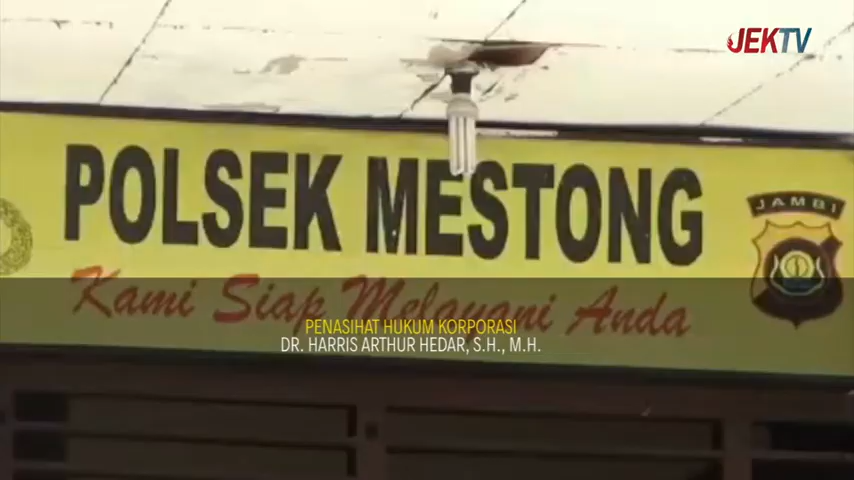 JEKTV
POLSEK MESTONG
JAMBI
Kami Siap Melayani Anda
PENASIHAT HUKUM KORPORASI
DR. HARRIS ARTHUR HEDAR, S.H., M.H.